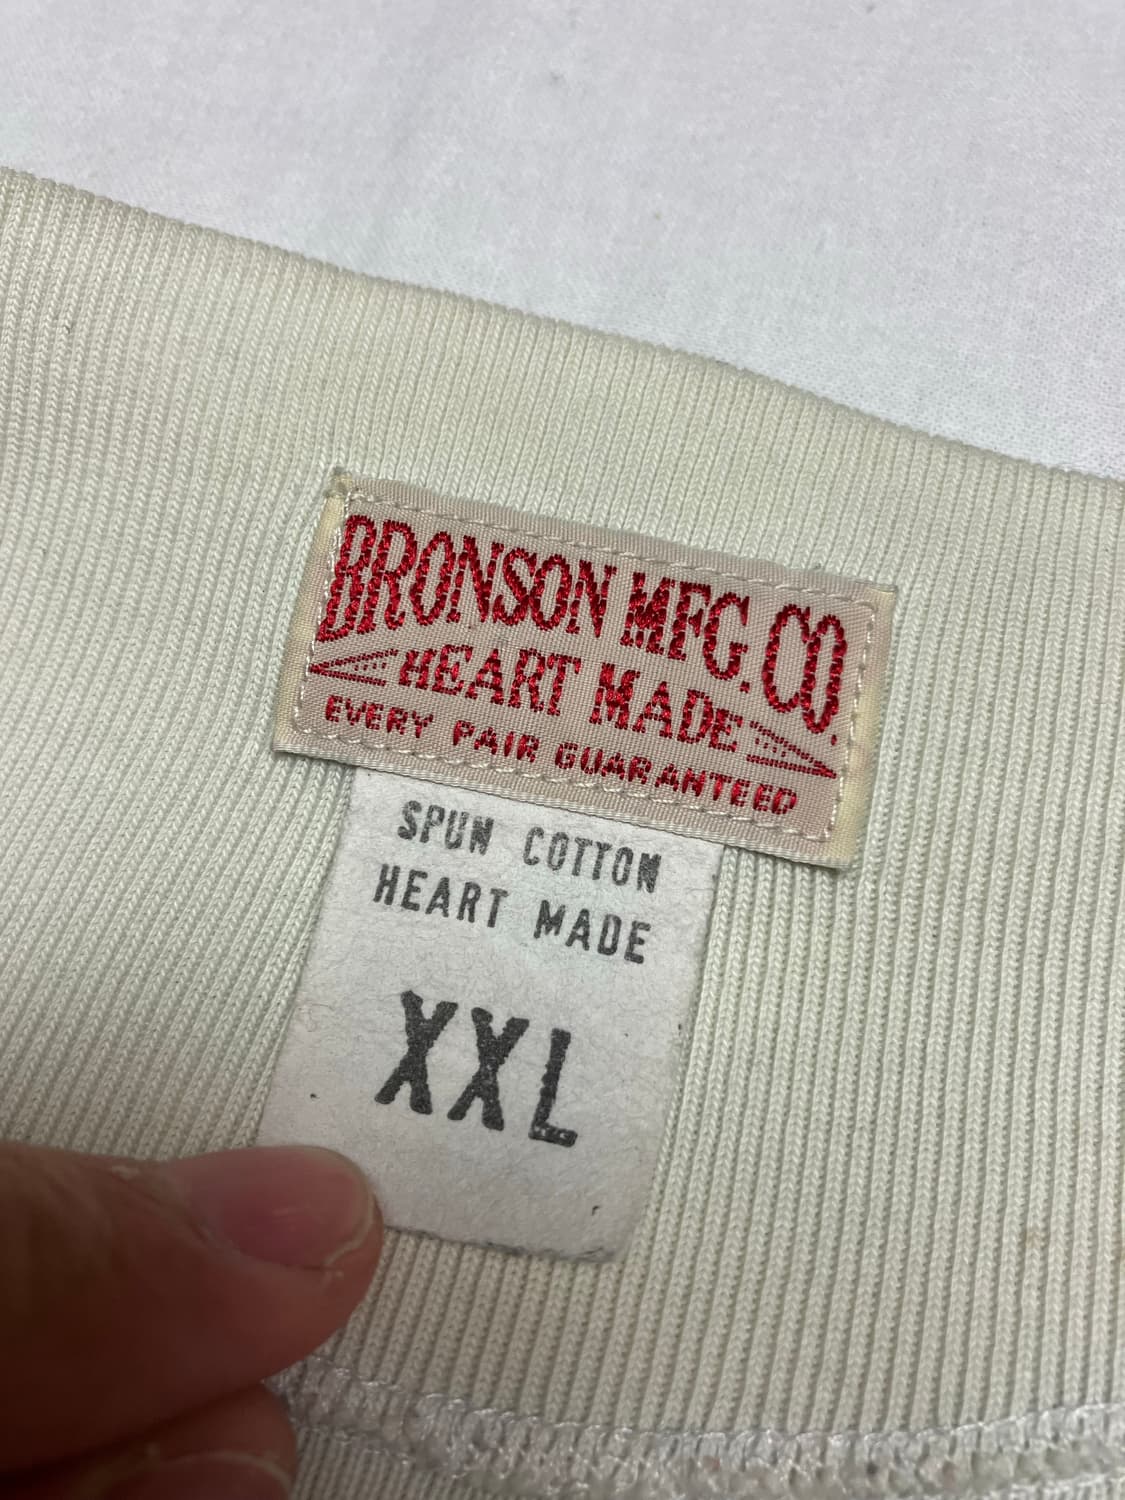 BRONSON MFG. CO.
HEART MADE
EVERY PAIR GUARANTEED
SPUN COTTON
HEART MADE
XXL